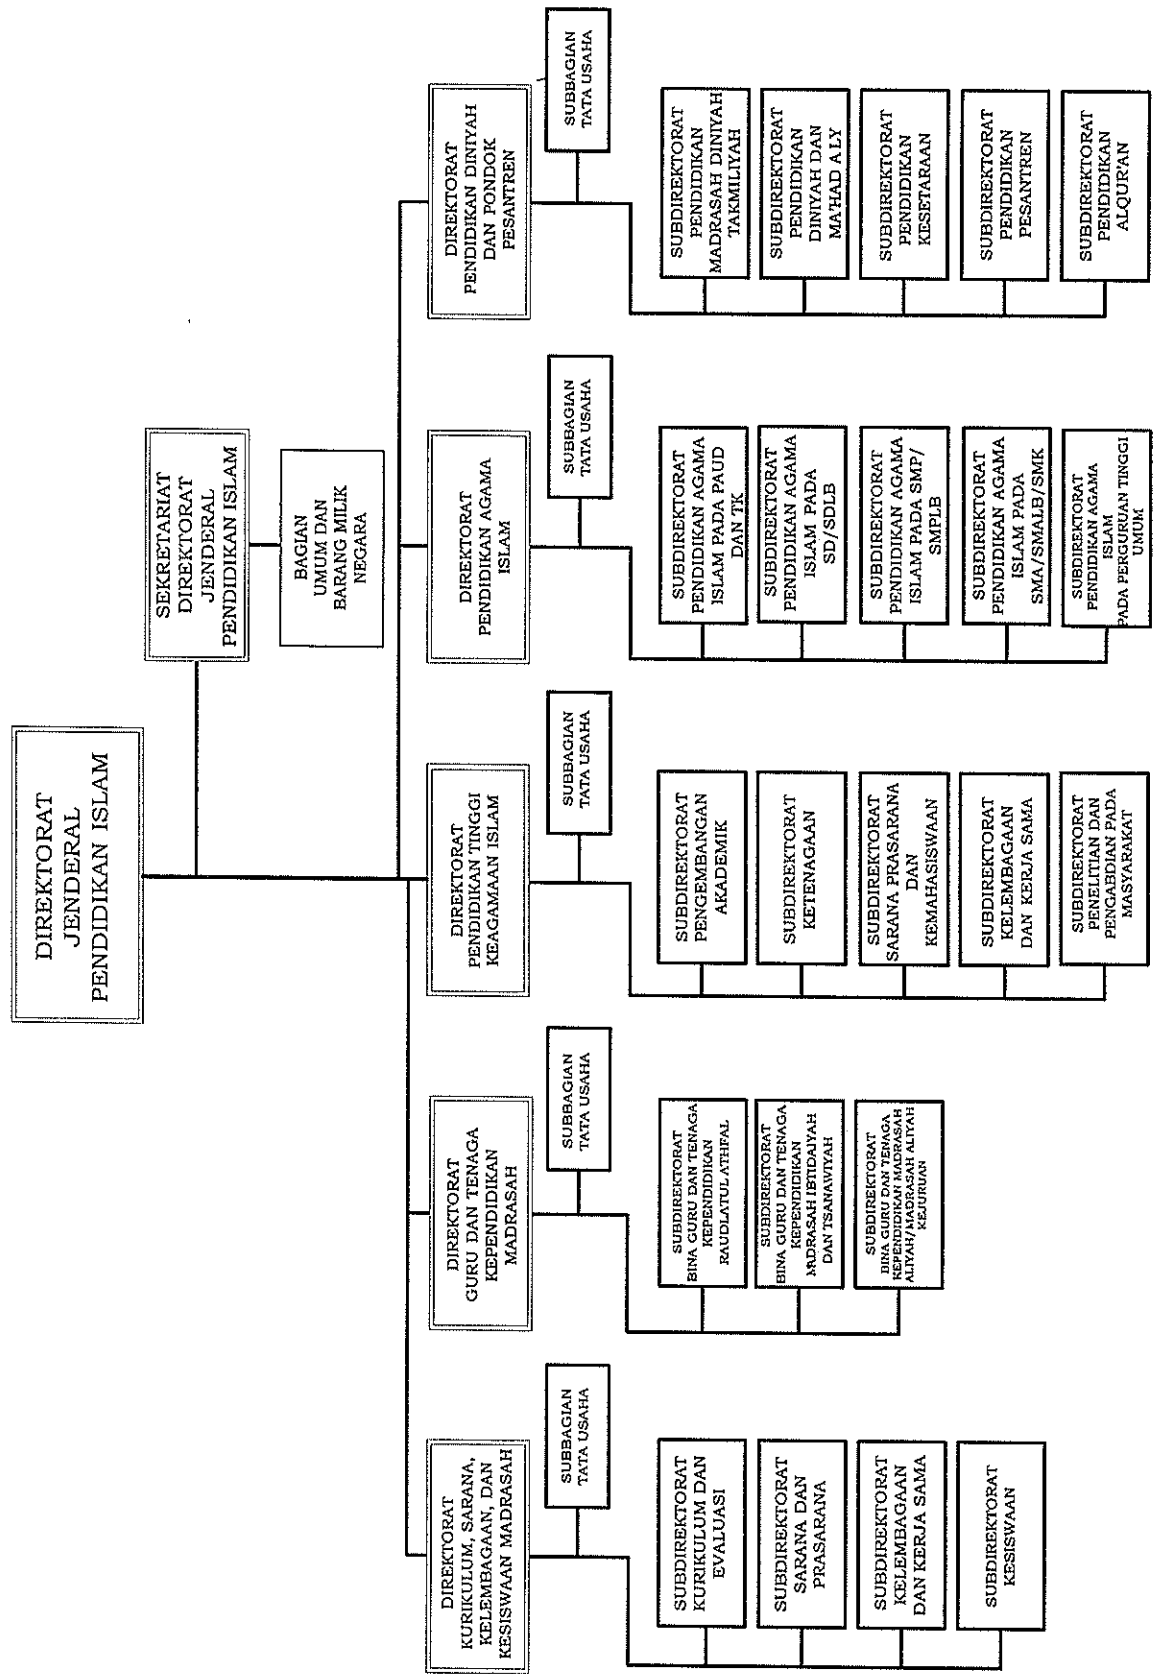 DIREKTORAT
JENDERAL
PENDIDIKAN ISLAM
SEKRETARIAT
DIREKTORAT
JENDERAL
PENDIDIKAN ISLAM
BAGIAN
UMUM DAN
BARANG MILIK
NEGARA
DIREKTORAT
KURIKULUM, SARANA,
KELEMBAGAAN, DAN
KESISWAAN MADRASAH
SUBBAGIAN
TATA USAHA
SUBDIREKTORAT
KURIKULUM DAN
EVALUASI
SUBDIREKTORAT
SARANA DAN
PRASARANA
SUBDIREKTORAT
KELEMBAGAAN
DAN KERJA SAMA
SUBDIREKTORAT
KESISWAAN
DIREKTORAT
GURU DAN TENAGA
KEPENDIDIKAN
MADRASAH
SUBBAGIAN
TATA USAHA
SUBDIREKTORAT
BINA GURU DAN TENAGA
KEPENDIDIKAN
RAUDLATUL ATHFAL
SUBDIREKTORAT
BINA GURU DAN TENAGA
KEPENDIDIKAN
MADRASAH IBTIDAIYAH
DAN TSANAWIYAH
SUBDIREKTORAT
BINA GURU DAN TENAGA
KEPENDIDIKAN MADRASAH
ALIYAH/MADRASAH ALIYAH
KEJURUAN
DIREKTORAT
PENDIDIKAN TINGGI
KEAGAMAAN ISLAM
SUBBAGIAN
TATA USAHA
SUBDIREKTORAT
PENGEMBANGAN
AKADEMIK
SUBDIREKTORAT
KETENAGAAN
SUBDIREKTORAT
SARANA PRASARANA
DAN
KEMAHASISWAAN
SUBDIREKTORAT
KELEMBAGAAN
DAN KERJA SAMA
SUBDIREKTORAT
PENELITIAN DAN
PENGABDIAN PADA
MASYARAKAT
DIREKTORAT
PENDIDIKAN AGAMA
ISLAM
SUBBAGIAN
TATA USAHA
SUBDIREKTORAT
PENDIDIKAN AGAMA
ISLAM PADA PAUD
DAN TK
SUBDIREKTORAT
PENDIDIKAN AGAMA
ISLAM PADA
SD/SDLB
SUBDIREKTORAT
PENDIDIKAN AGAMA
ISLAM PADA SMP/
SMPLB
SUBDIREKTORAT
PENDIDIKAN AGAMA
ISLAM PADA
SMA/SMALB/SMK
SUBDIREKTORAT
PENDIDIKAN AGAMA
ISLAM
PADA PERGURUAN TINGGI
UMUM
DIREKTORAT
PENDIDIKAN DINIYAH
DAN PONDOK
PESANTREN
SUBBAGIAN
TATA USAHA
SUBDIREKTORAT
PENDIDIKAN
MADRASAH DINIYAH
TAKMILIYAH
SUBDIREKTORAT
PENDIDIKAN
DINIYAH DAN
MA'HAD ALY
SUBDIREKTORAT
PENDIDIKAN
KESETARAAN
SUBDIREKTORAT
PENDIDIKAN
PESANTREN
SUBDIREKTORAT
PENDIDIKAN
ALQUR'AN